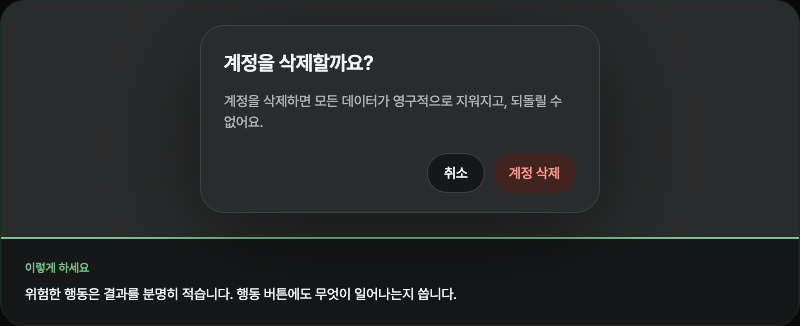 계정을 삭제할까요?
계정을 삭제하면 모든 데이터가 영구적으로 지워지고, 되돌릴 수
없어요.
취소
계정 삭제
이렇게 하세요
위험한 행동은 결과를 분명히 적습니다. 행동 버튼에도 무엇이 일어나는지 씁니다.